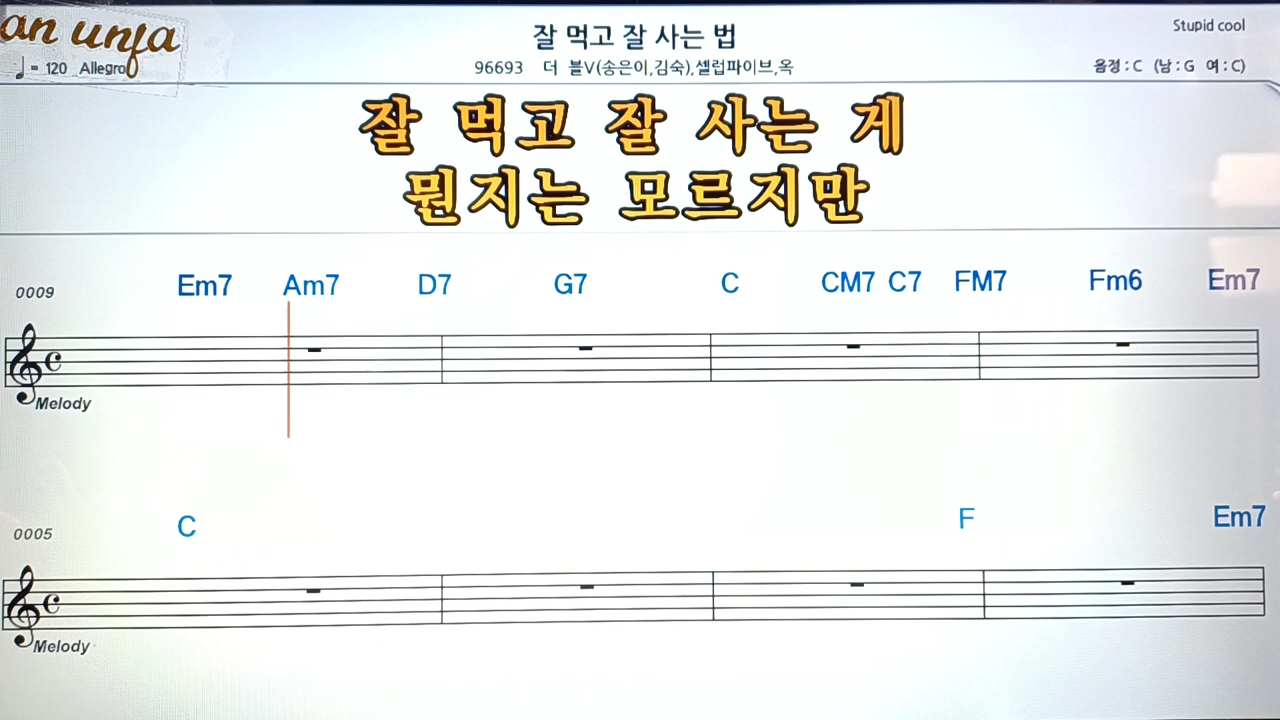 an unfa
잘 먹고 잘 사는 법
Stupid cool
♩ = 120 Allegro
96693 더 블V(송은이,김숙),셀럽파이브,옥
음정 : C (남 : G 여 : C)
잘 먹고 잘 사는 게
뭔지는 모르지만
0009 Em7 Am7 D7 G7 C CM7 C7 FM7 Fm6 Em7
Melody
0005 C F Em7
Melody